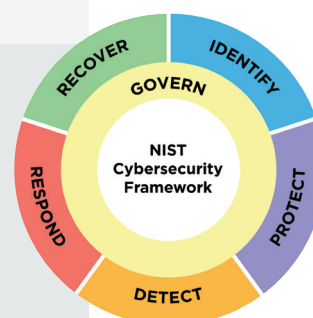 RECOVER
IDENTIFY
GOVERN
NIST
Cybersecurity
Framework
RESPOND
PROTECT
DETECT